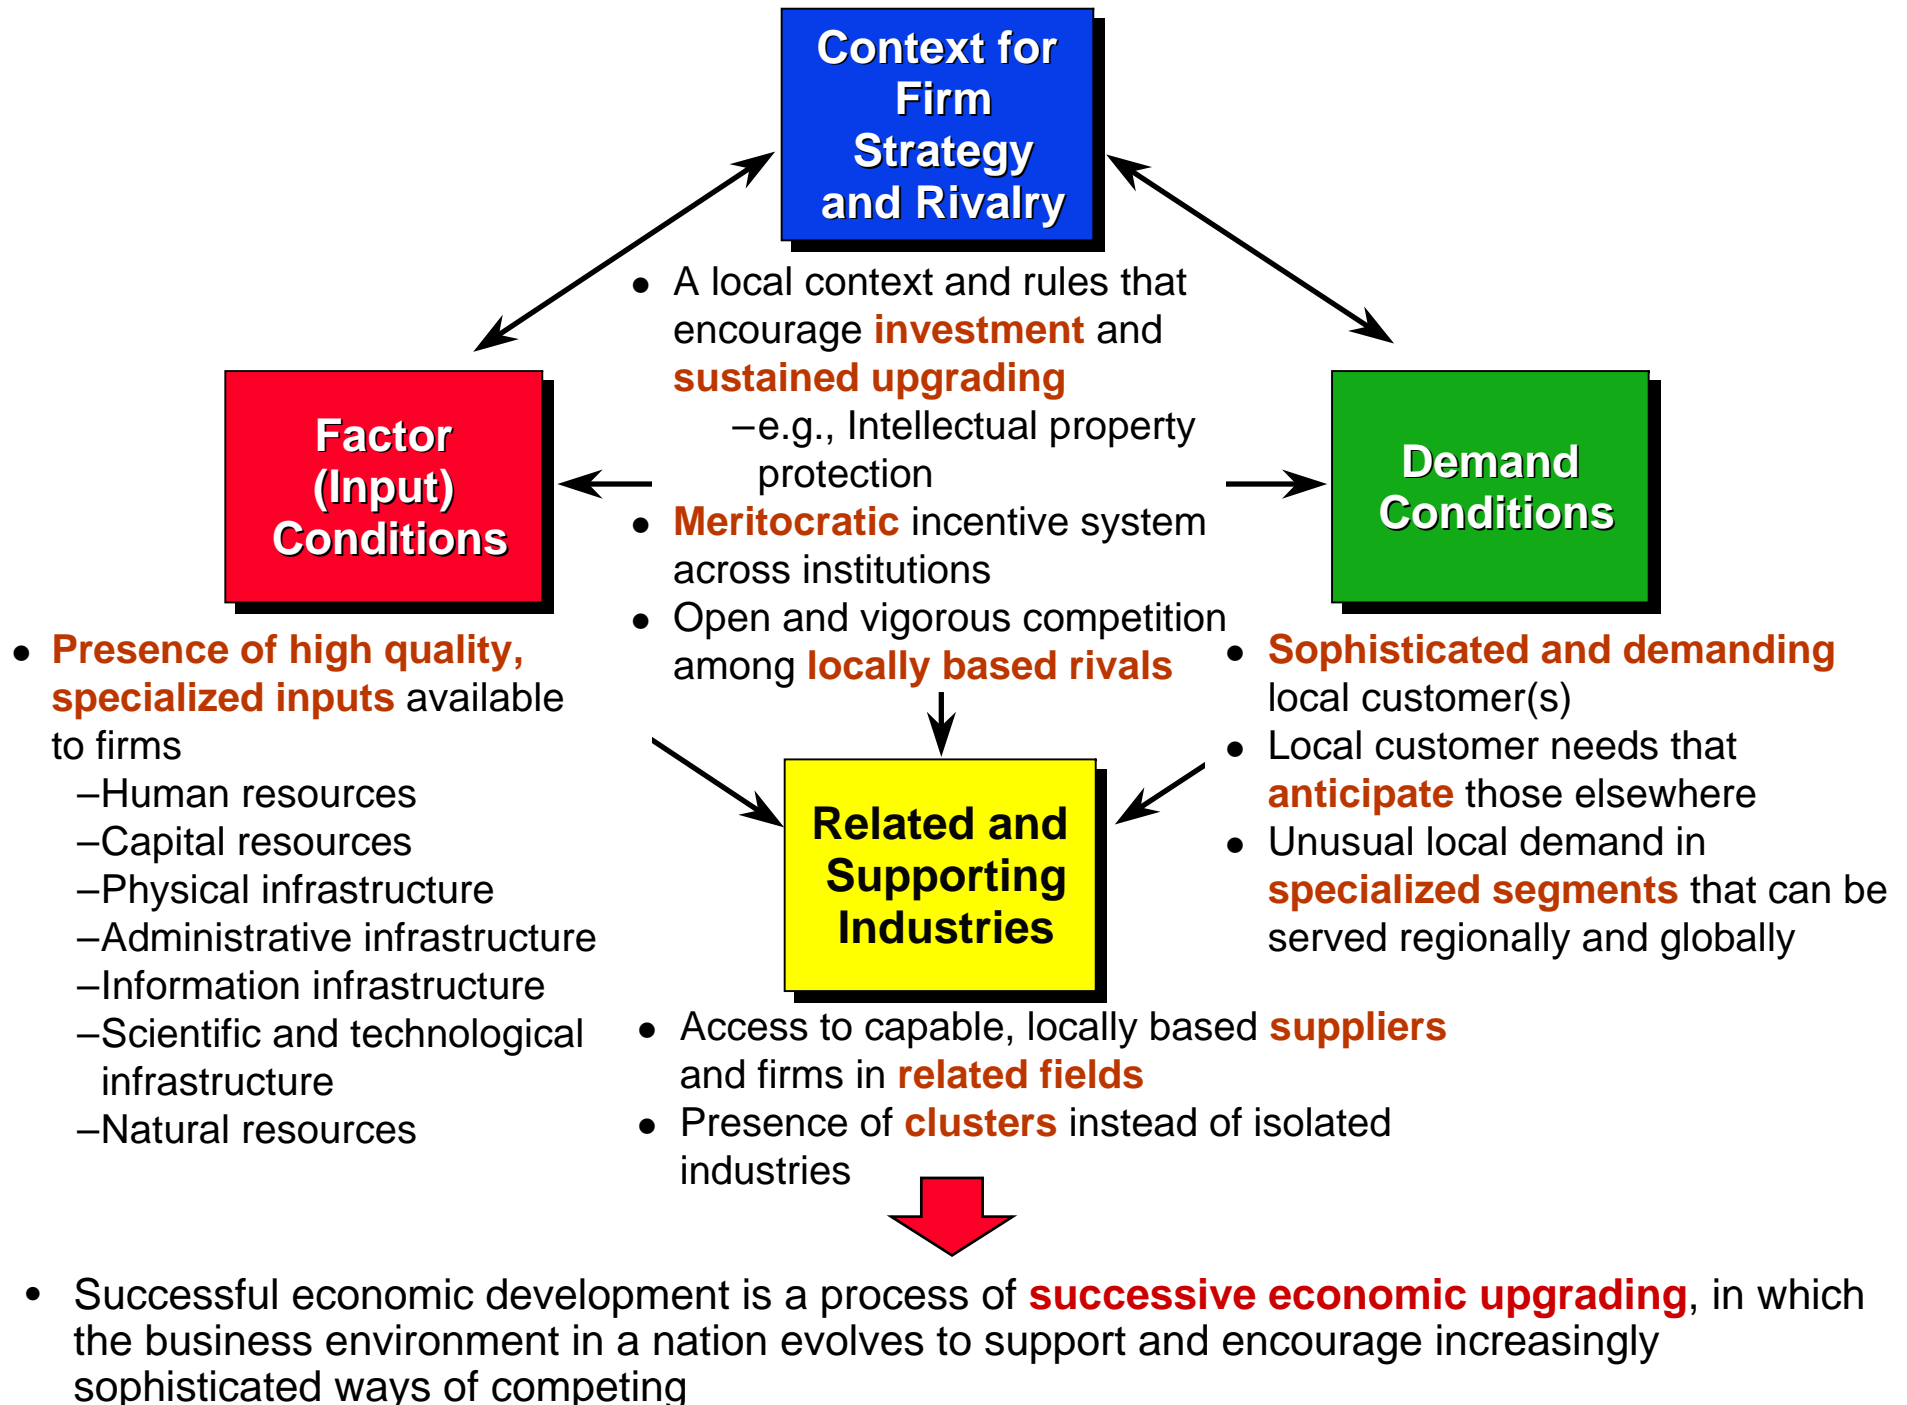 Context for
Firm
Strategy
and Rivalry
● A local context and rules that
encourage investment and
sustained upgrading
–e.g., Intellectual property
protection
● Meritocratic incentive system
across institutions
● Open and vigorous competition
among locally based rivals
Factor
(Input)
Conditions
● Presence of high quality,
specialized inputs available
to firms
–Human resources
–Capital resources
–Physical infrastructure
–Administrative infrastructure
–Information infrastructure
–Scientific and technological
infrastructure
–Natural resources
Demand
Conditions
● Sophisticated and demanding
local customer(s)
● Local customer needs that
anticipate those elsewhere
● Unusual local demand in
specialized segments that can be
served regionally and globally
Related and
Supporting
Industries
● Access to capable, locally based suppliers
and firms in related fields
● Presence of clusters instead of isolated
industries
• Successful economic development is a process of successive economic upgrading, in which
the business environment in a nation evolves to support and encourage increasingly
sophisticated ways of competing